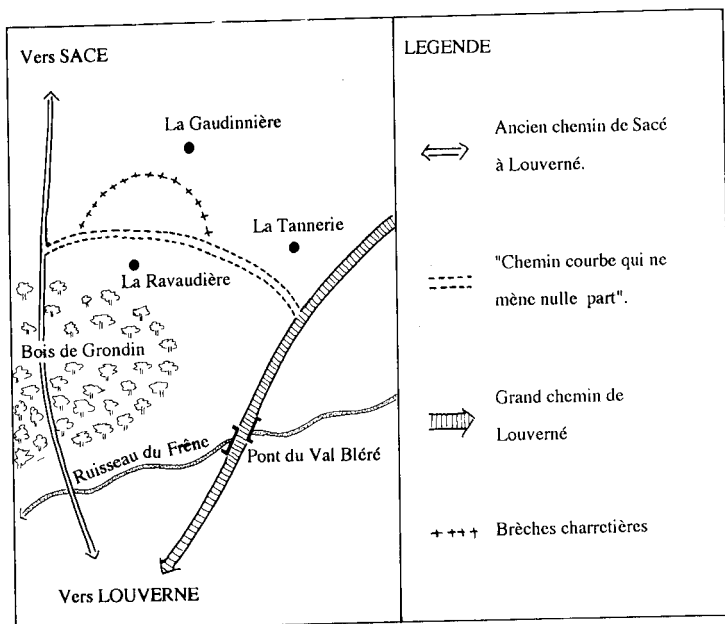 Vers SACE
La Gaudinnière
La Tannerie
La Ravaudière
Bois de Grondin
Ruisseau du Frêne
Pont du Val Bléré
Vers LOUVERNE
LEGENDE
Ancien chemin de Sacé
à Louverné.
"Chemin courbe qui ne
mène nulle part".
Grand chemin de
Louverné
Brèches charretières